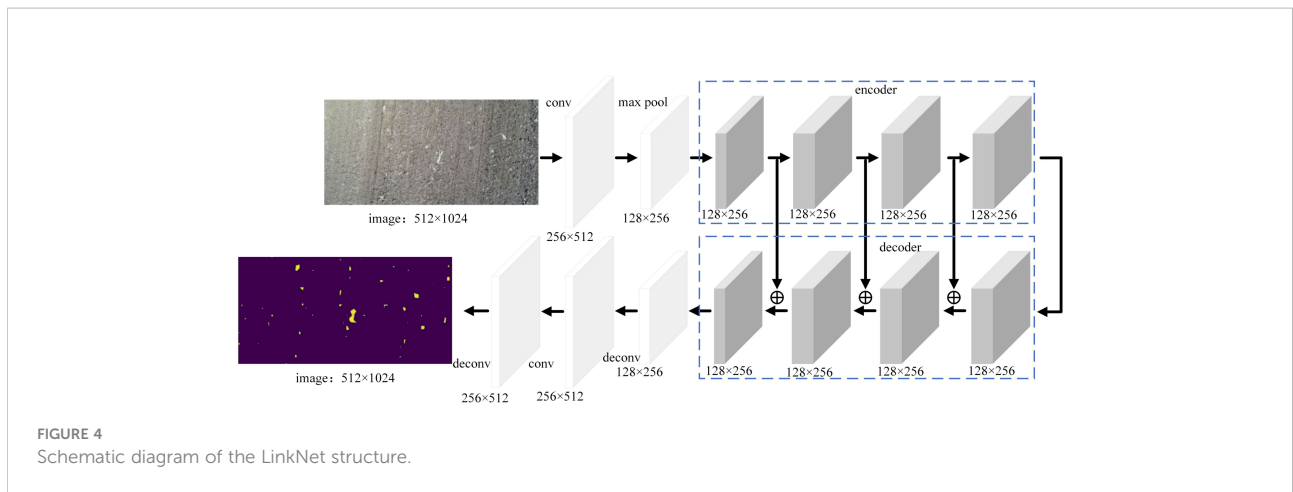 conv
max pool
encoder
image：512×1024
256×512
128×256
128×256
128×256
128×256
128×256
decoder
image：512×1024
deconv
256×512
conv
256×512
deconv
128×256
128×256
128×256
128×256
128×256
FIGURE 4
Schematic diagram of the LinkNet structure.